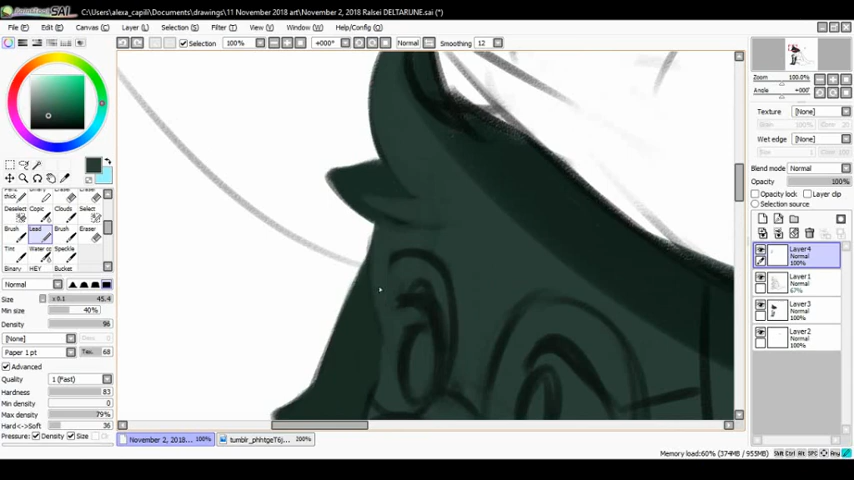 C:\Users\alexa_capili\Documents\drawings\11 November 2018 art\November 2, 2018 Ralsei DELTARUNE.sai (*)
File (F) Edit (E) Canvas (C) Layer (L) Selection (S) Filter (T) View (V) Window (W) Help/Config (O)
Selection 100% +000° Normal Smoothing 12
Zoom 100.0%
Angle +000°
Texture [None]
100%
Wet edge [None]
Blend mode Normal
Opacity 100%
Opacity lock Layer clip
Selection source
thick Binary Eraser
Deselect Copic Clouds Select
Brush Lead Brush Eraser
Tint Water Speckle
Binary HEY Bucket
Normal
Size x 0.1 45.4
Min size 40%
Density 96
[None]
Paper 1 pt 68
Advanced
Quality 1 (Fast)
Hardness 83
Min density 0
Max density 79%
Hard<->Soft 36
Pressure: Density Size
Layer4
Normal
100%
Layer1
Normal
67%
Layer3
Normal
100%
Layer2
Normal
100%
November 2, 2018... 100% 200%
Memory load:60% (374MB / 955MB) Shft Ctrl Alt SPC Any